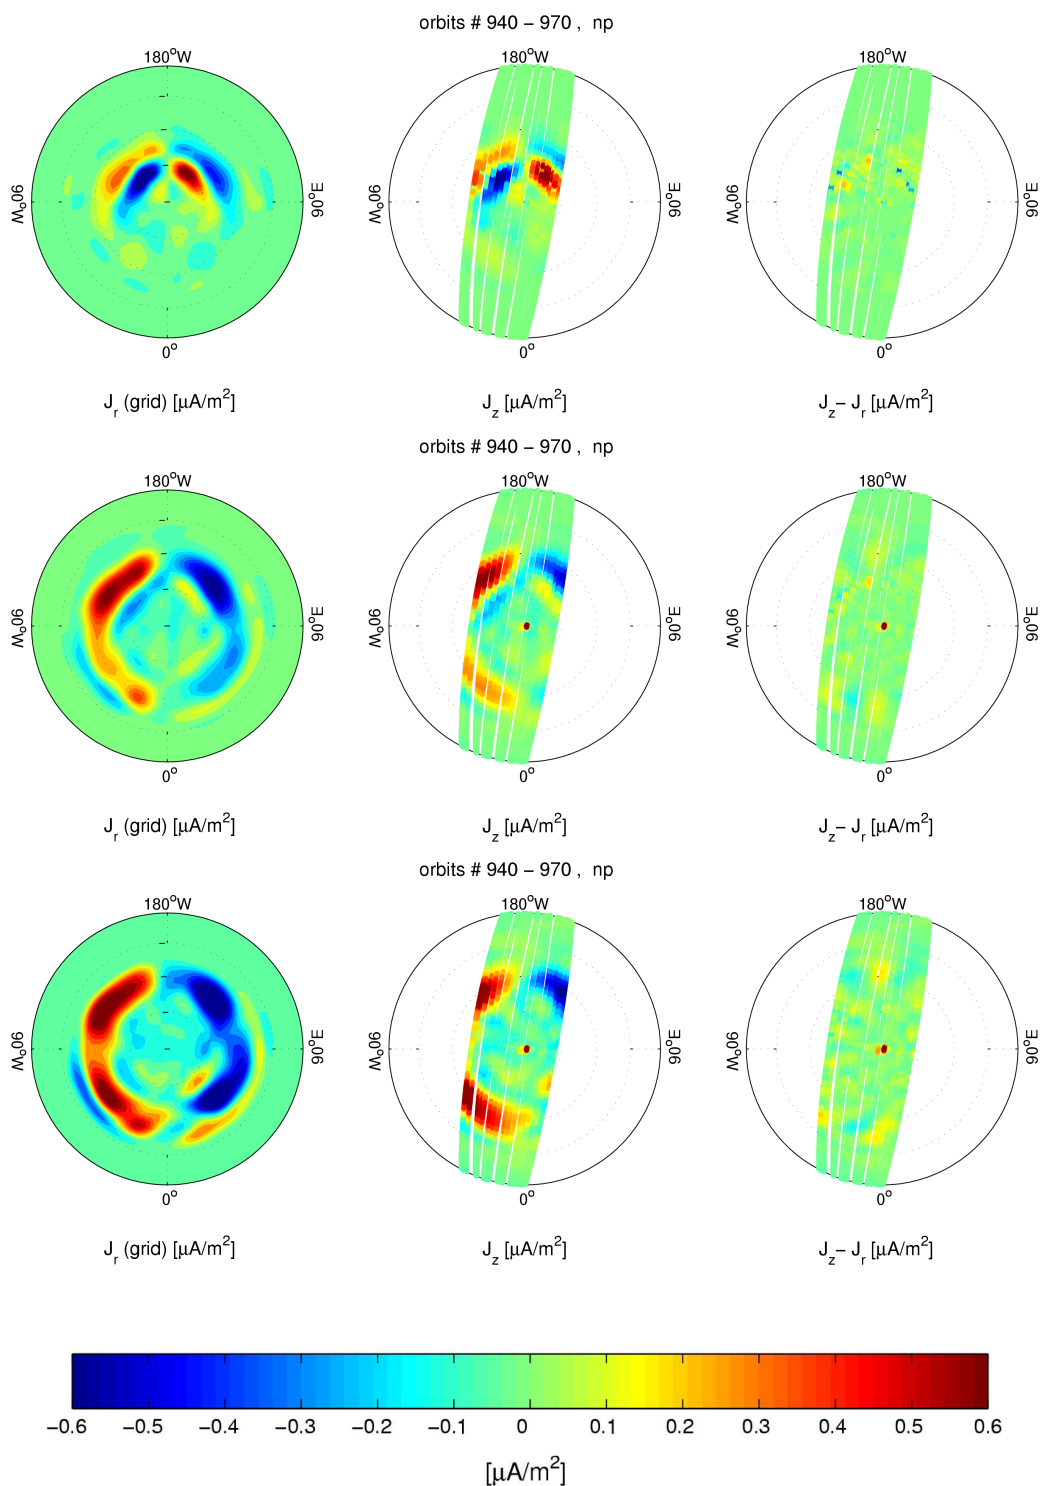 orbits # 940 − 970 , np
180°W 180°W 180°W
90°W 90°E 90°W 90°E 90°W 90°E
0° 0° 0°
J_r (grid) [µA/m²] J_z [µA/m²] J_z− J_r [µA/m²]
orbits # 940 − 970 , np
180°W 180°W 180°W
90°W 90°E 90°W 90°E 90°W 90°E
0° 0° 0°
J_r (grid) [µA/m²] J_z [µA/m²] J_z− J_r [µA/m²]
orbits # 940 − 970 , np
180°W 180°W 180°W
90°W 90°E 90°W 90°E 90°W 90°E
0° 0° 0°
J_r (grid) [µA/m²] J_z [µA/m²] J_z− J_r [µA/m²]
−0.6 −0.5 −0.4 −0.3 −0.2 −0.1 0 0.1 0.2 0.3 0.4 0.5 0.6
[µA/m²]